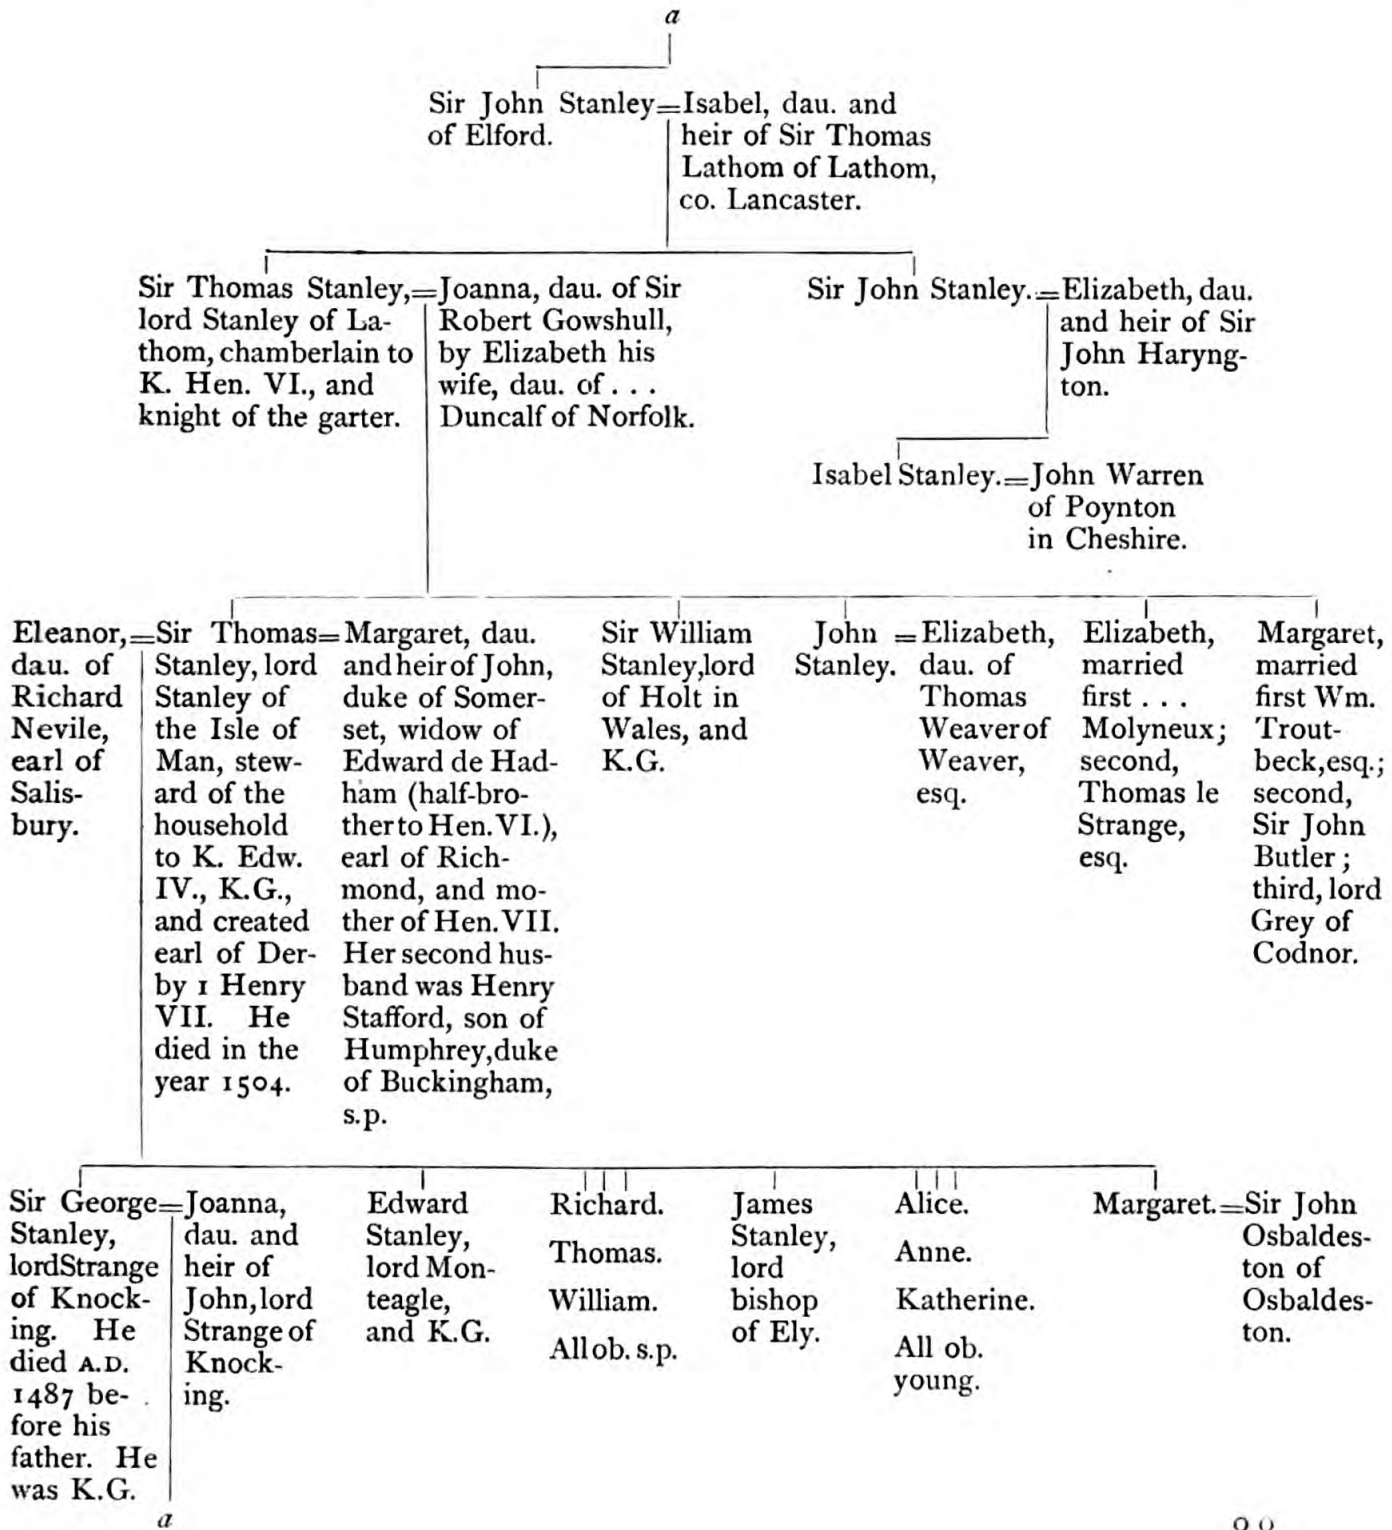 a
Sir John Stanley=Isabel, dau. and
of Elford.
heir of Sir Thomas
Lathom of Lathom,
co. Lancaster.
Sir Thomas Stanley,=Joanna, dau. of Sir
lord Stanley of La-
thom, chamberlain to
K. Hen. VI., and
knight of the garter.
Robert Gowshull,
by Elizabeth his
wife, dau. of . . .
Duncalf of Norfolk.
Sir John Stanley.=Elizabeth, dau.
and heir of Sir
John Haryng-
ton.
Isabel Stanley.=John Warren
of Poynton
in Cheshire.
Eleanor,=Sir Thomas=Margaret, dau.
dau. of
Richard
Nevile,
earl of
Salis-
bury.
Stanley, lord
Stanley of
the Isle of
Man, stew-
ard of the
household
to K. Edw.
IV., K.G.,
and created
earl of Der-
by 1 Henry
VII. He
died in the
year 1504.
and heir of John,
duke of Somer-
set, widow of
Edward de Had-
ham (half-bro-
ther to Hen. VI.),
earl of Rich-
mond, and mo-
ther of Hen. VII.
Her second hus-
band was Henry
Stafford, son of
Humphrey, duke
of Buckingham,
s.p.
Sir William
Stanley, lord
of Holt in
Wales, and
K.G.
John =Elizabeth,
Stanley.
dau. of
Thomas
Weaver of
Weaver,
esq.
Elizabeth,
married
first . . .
Molyneux;
second,
Thomas le
Strange,
esq.
Margaret,
married
first Wm.
Trout-
beck, esq.;
second,
Sir John
Butler;
third, lord
Grey of
Codnor.
Sir George=Joanna,
Stanley,
lord Strange
of Knock-
ing. He
died A.D.
1487 be-
fore his
father. He
was K.G.
dau. and
heir of
John, lord
Strange of
Knock-
ing.
Edward
Stanley,
lord Mon-
teagle,
and K.G.
Richard.
Thomas.
William.
All ob. s.p.
James
Stanley,
lord
bishop
of Ely.
Alice.
Anne.
Katherine.
All ob.
young.
Margaret.=Sir John
Osbaldes-
ton of
Osbaldes-
ton.
a